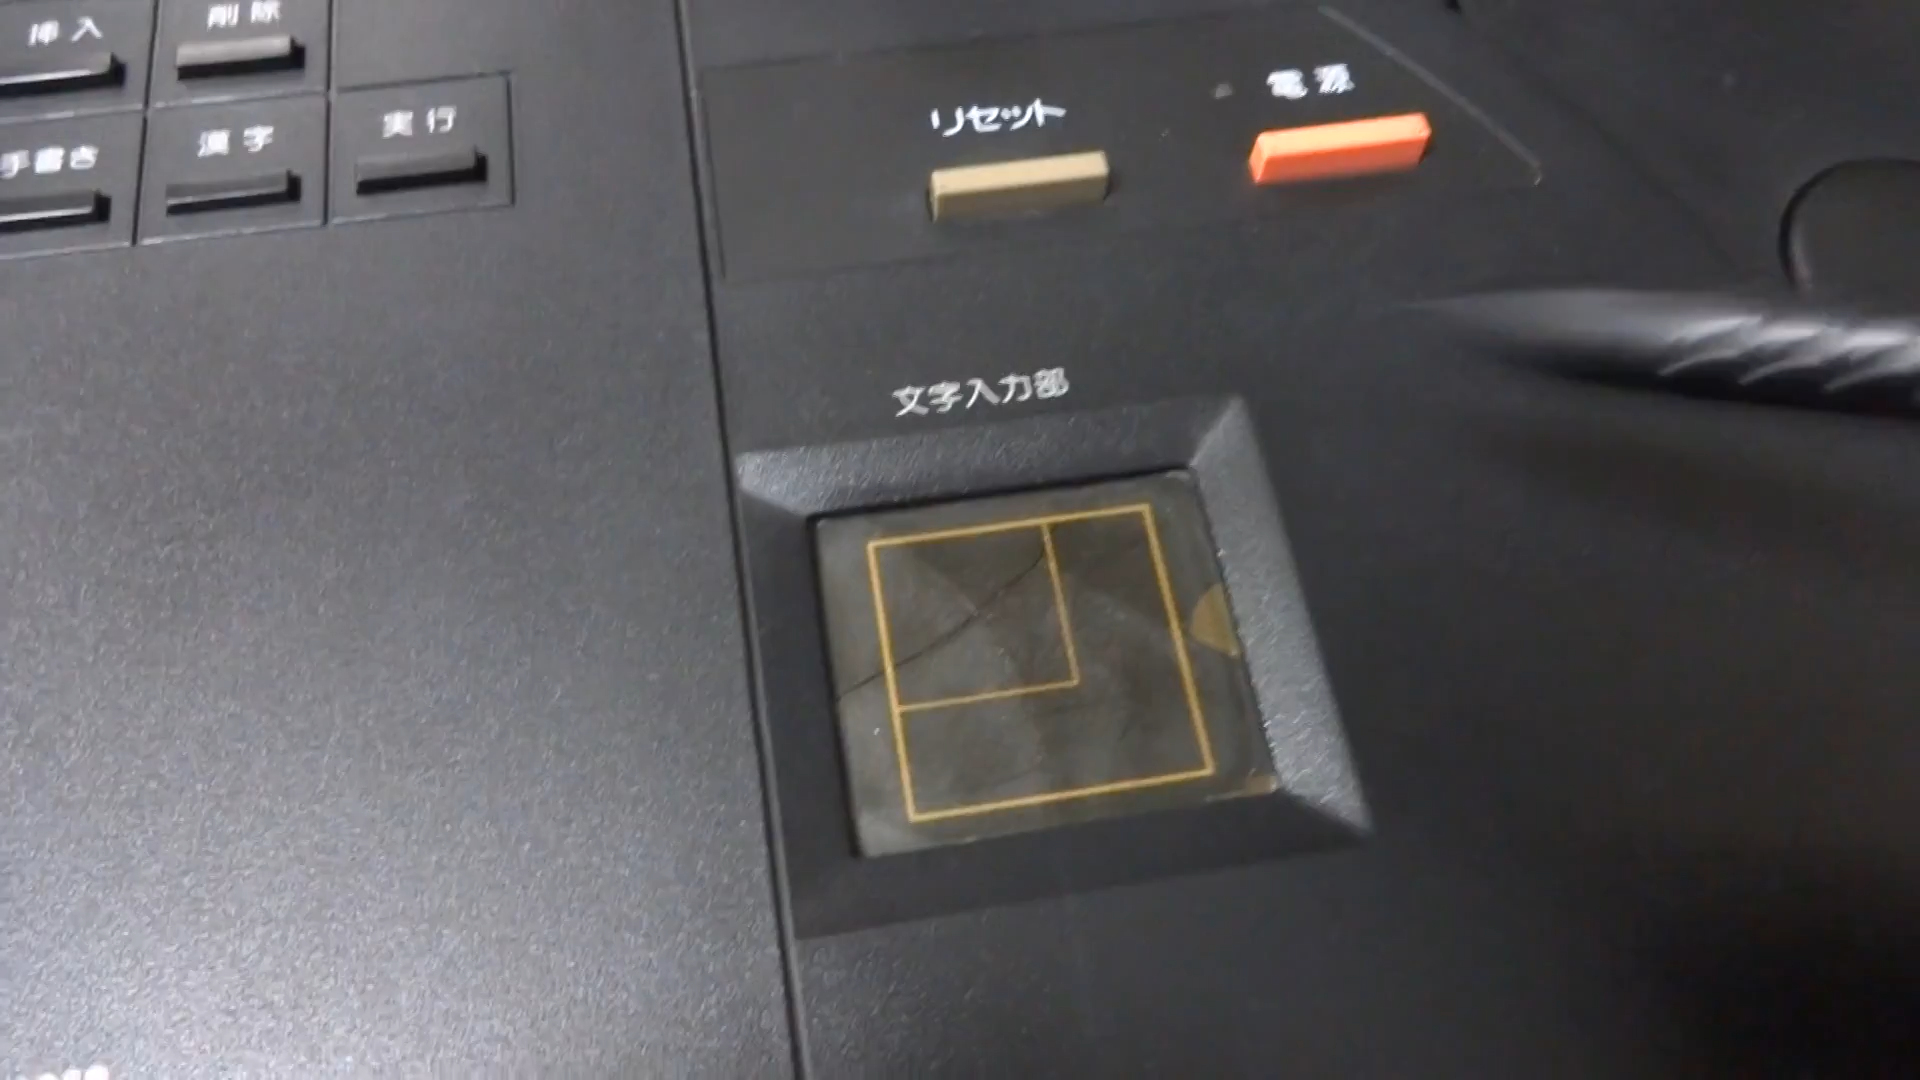 挿入
削除
手書き
漢字
実行
リセット
電源
文字入力部